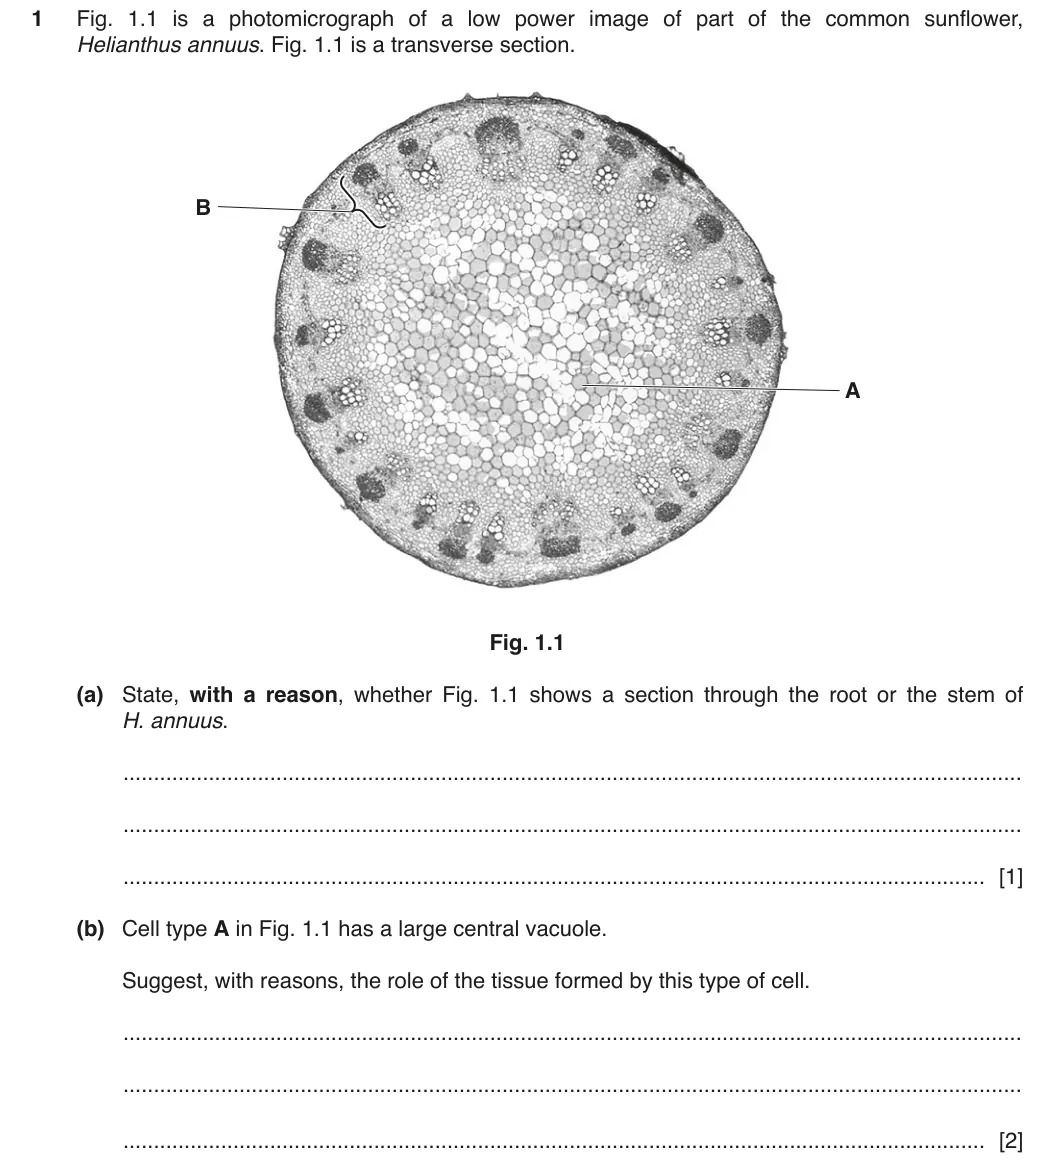 1 Fig. 1.1 is a photomicrograph of a low power image of part of the common sunflower,
Helianthus annuus. Fig. 1.1 is a transverse section.
B
A
Fig. 1.1
(a) State, with a reason, whether Fig. 1.1 shows a section through the root or the stem of
H. annuus.
[1]
(b) Cell type A in Fig. 1.1 has a large central vacuole.
Suggest, with reasons, the role of the tissue formed by this type of cell.
[2]